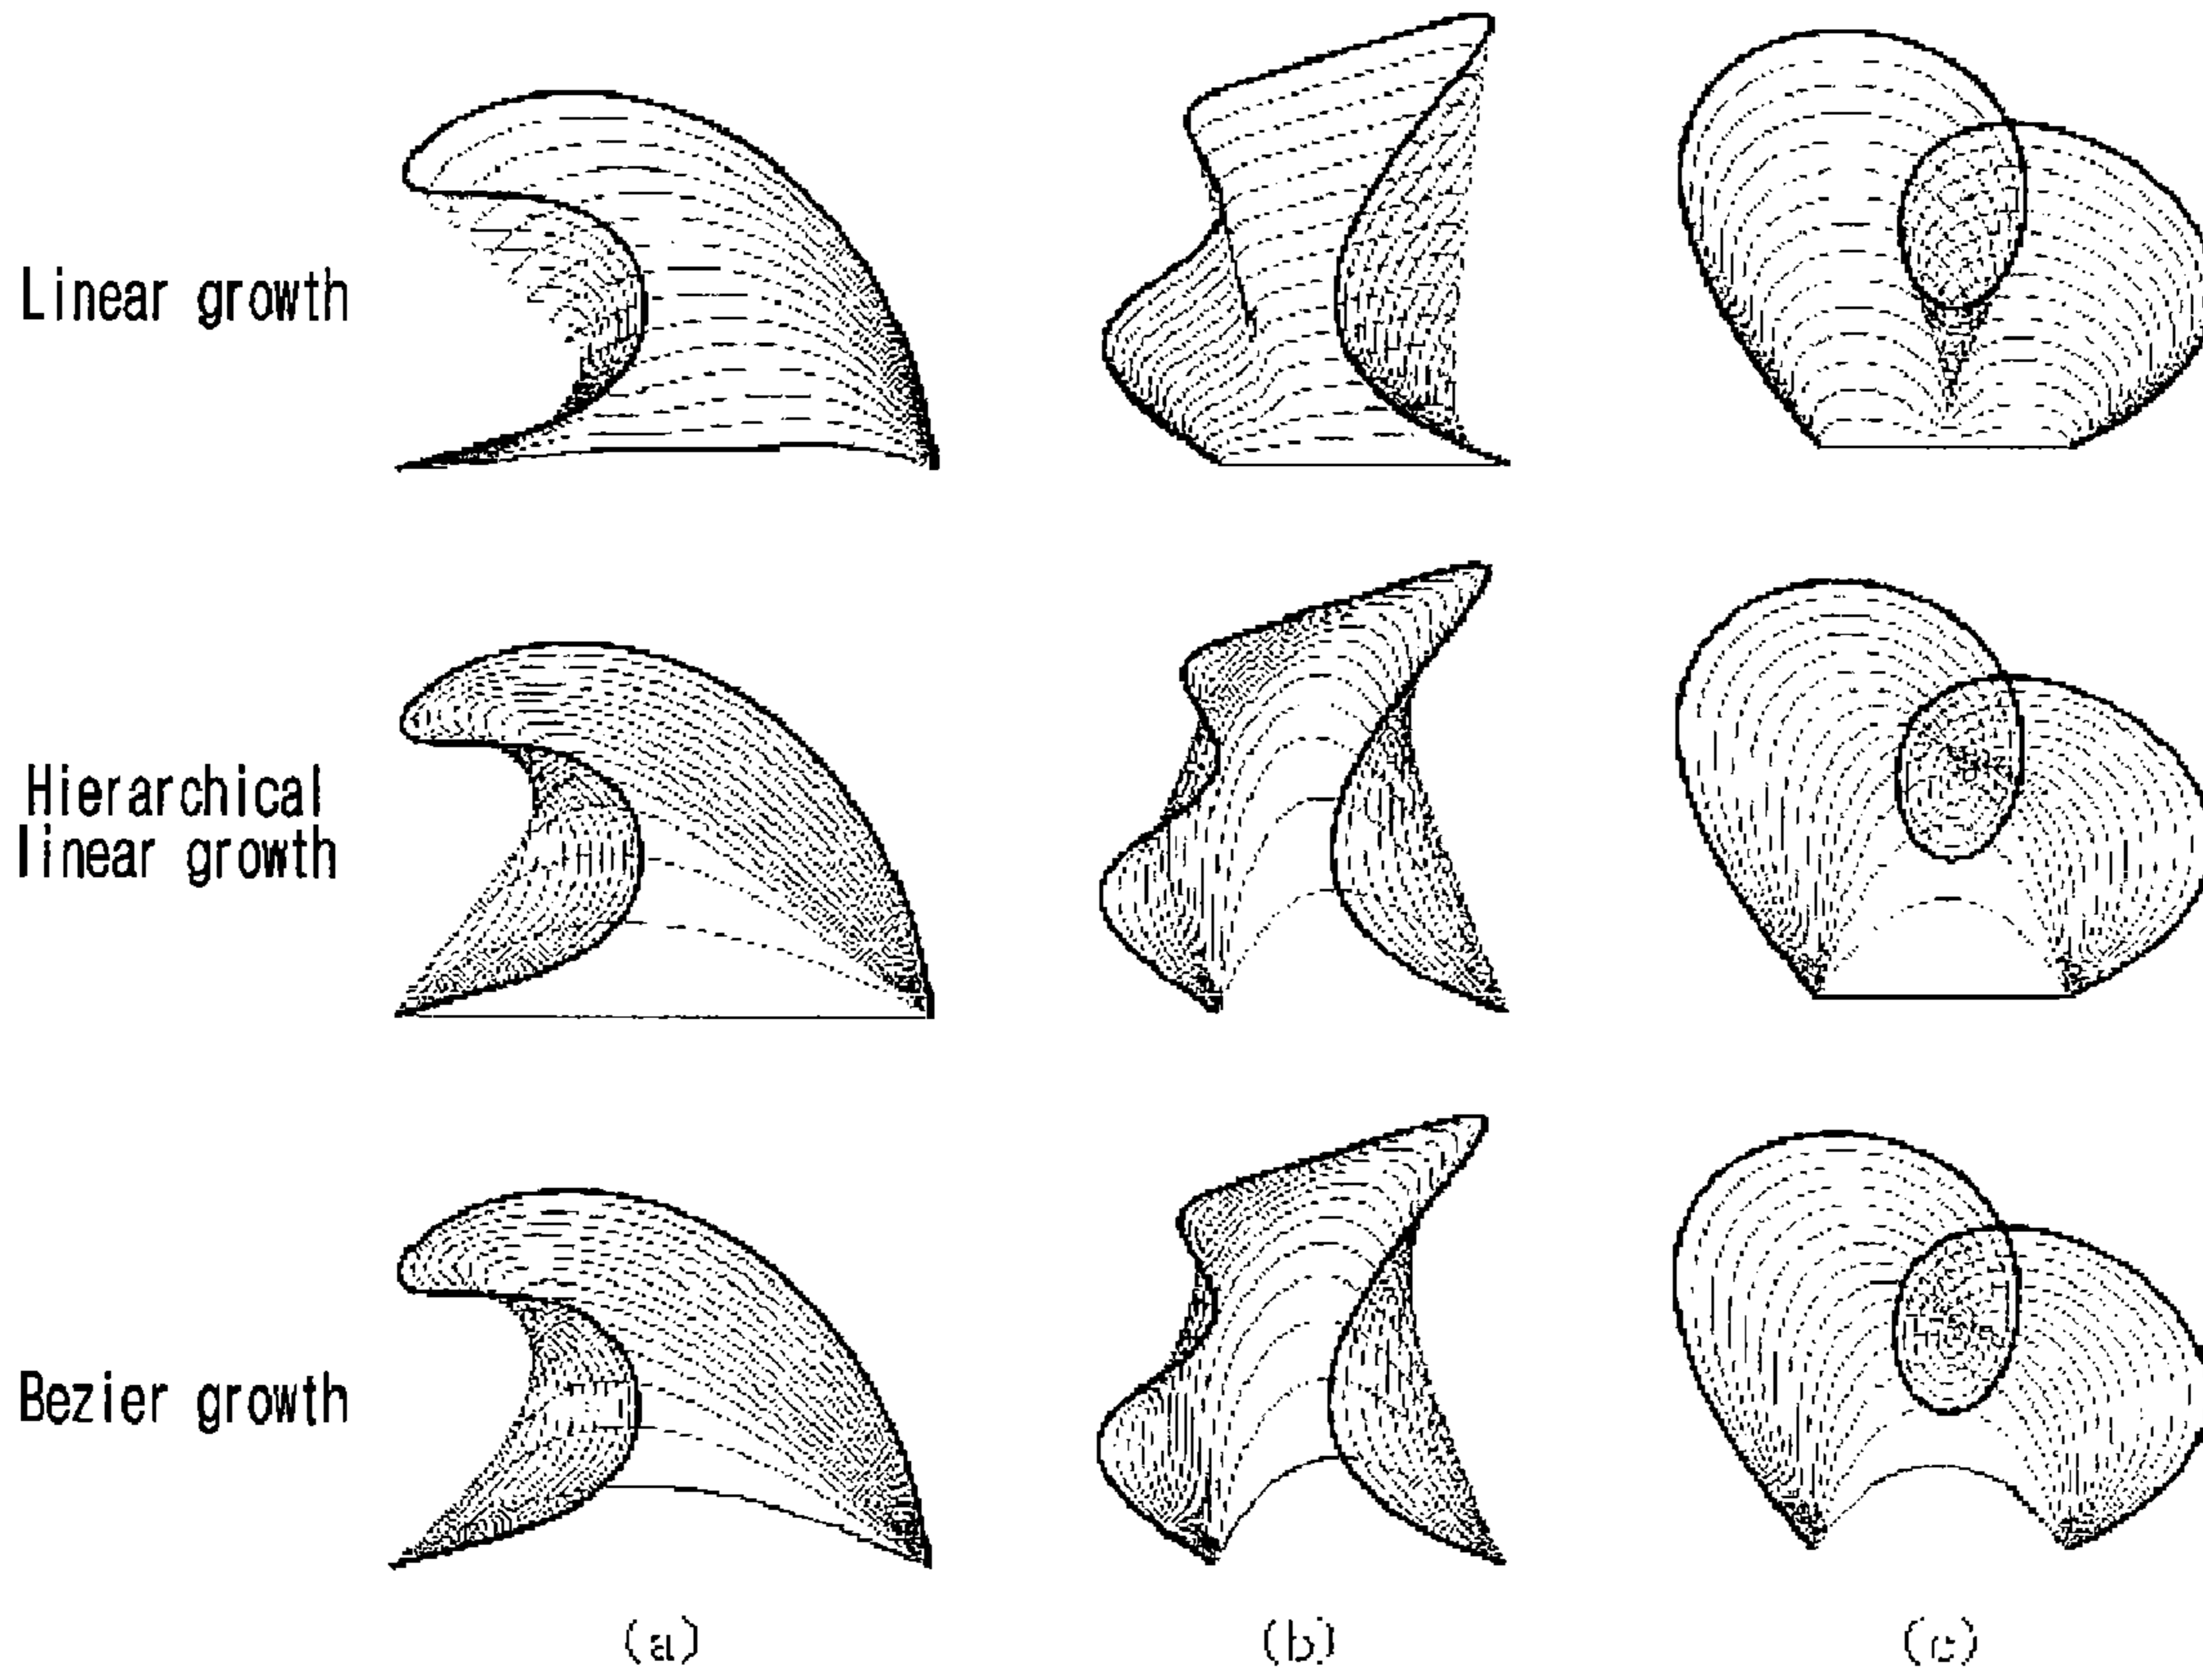 Linear growth
Hierarchical
linear growth
Bezier growth
(a)
(b)
(c)